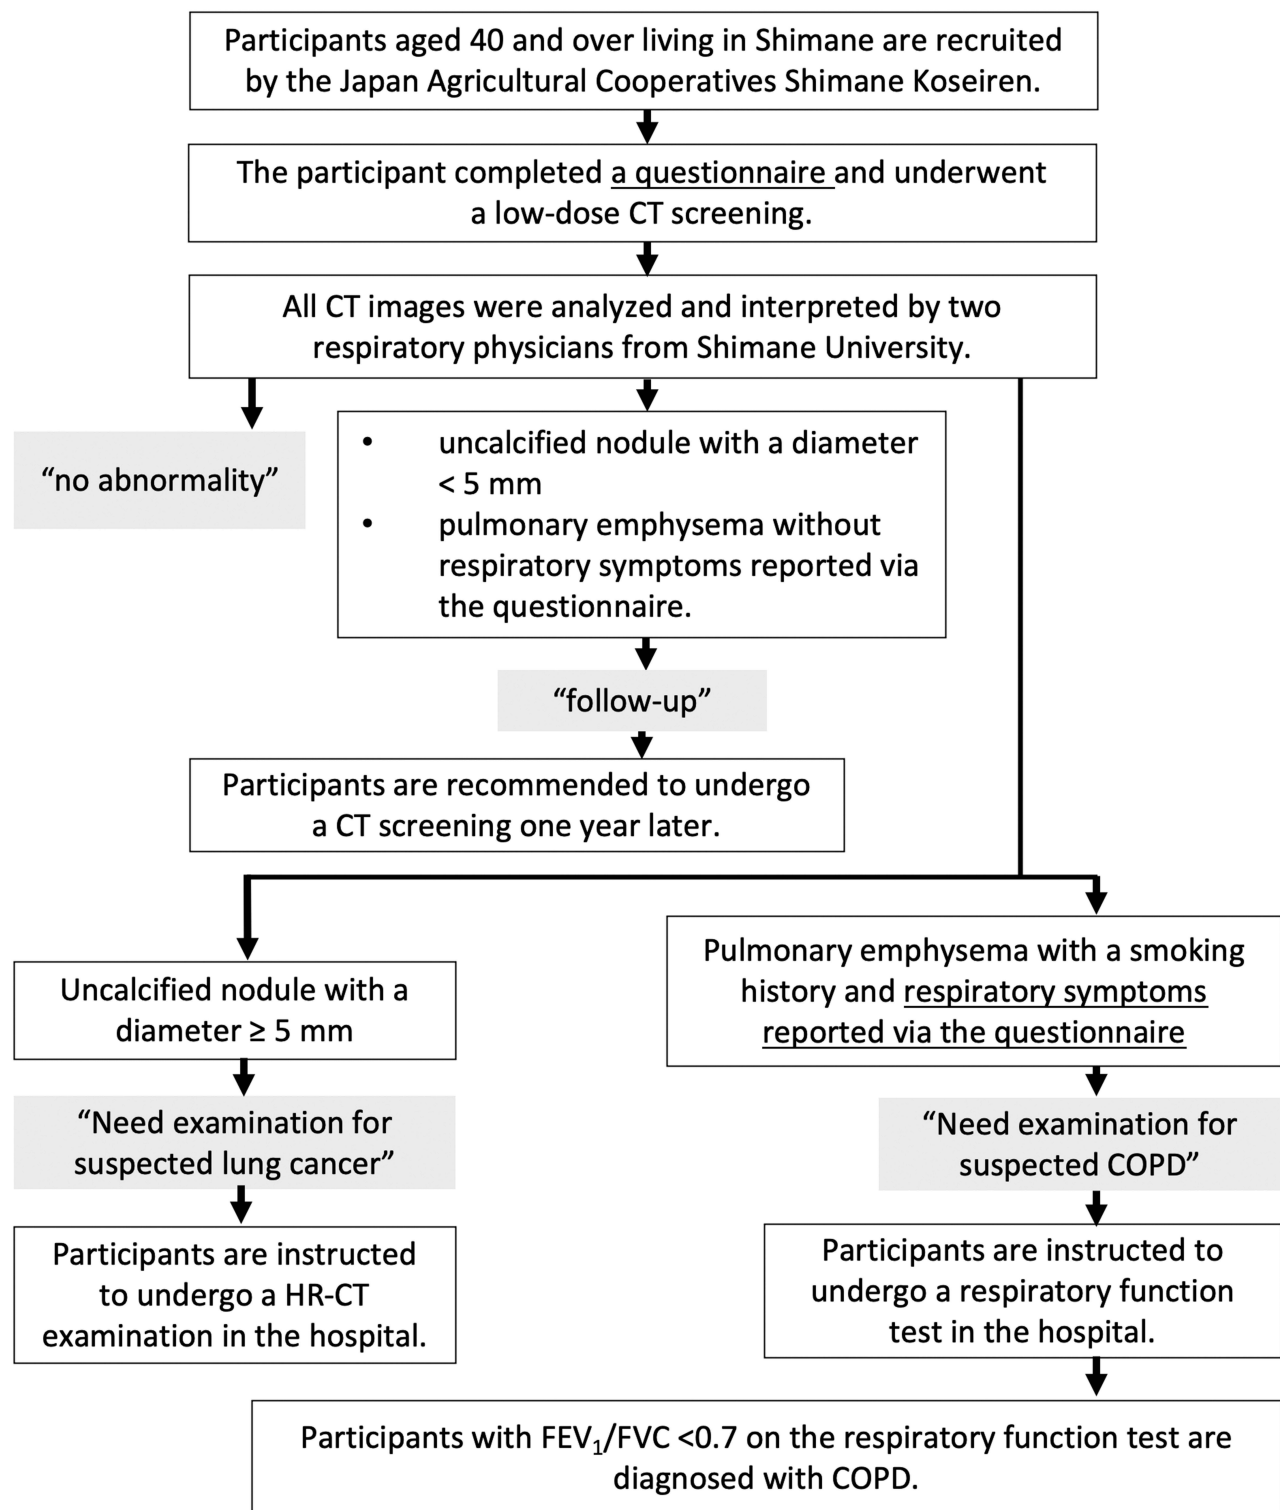 Participants aged 40 and over living in Shimane are recruited
by the Japan Agricultural Cooperatives Shimane Koseiren.
The participant completed a questionnaire and underwent
a low-dose CT screening.
All CT images were analyzed and interpreted by two
respiratory physicians from Shimane University.
“no abnormality”
• uncalcified nodule with a diameter
< 5 mm
• pulmonary emphysema without
respiratory symptoms reported via
the questionnaire.
“follow-up”
Participants are recommended to undergo
a CT screening one year later.
Uncalcified nodule with a
diameter ≥ 5 mm
“Need examination for
suspected lung cancer”
Participants are instructed
to undergo a HR-CT
examination in the hospital.
Pulmonary emphysema with a smoking
history and respiratory symptoms
reported via the questionnaire
“Need examination for
suspected COPD”
Participants are instructed to
undergo a respiratory function
test in the hospital.
Participants with FEV₁/FVC <0.7 on the respiratory function test are
diagnosed with COPD.